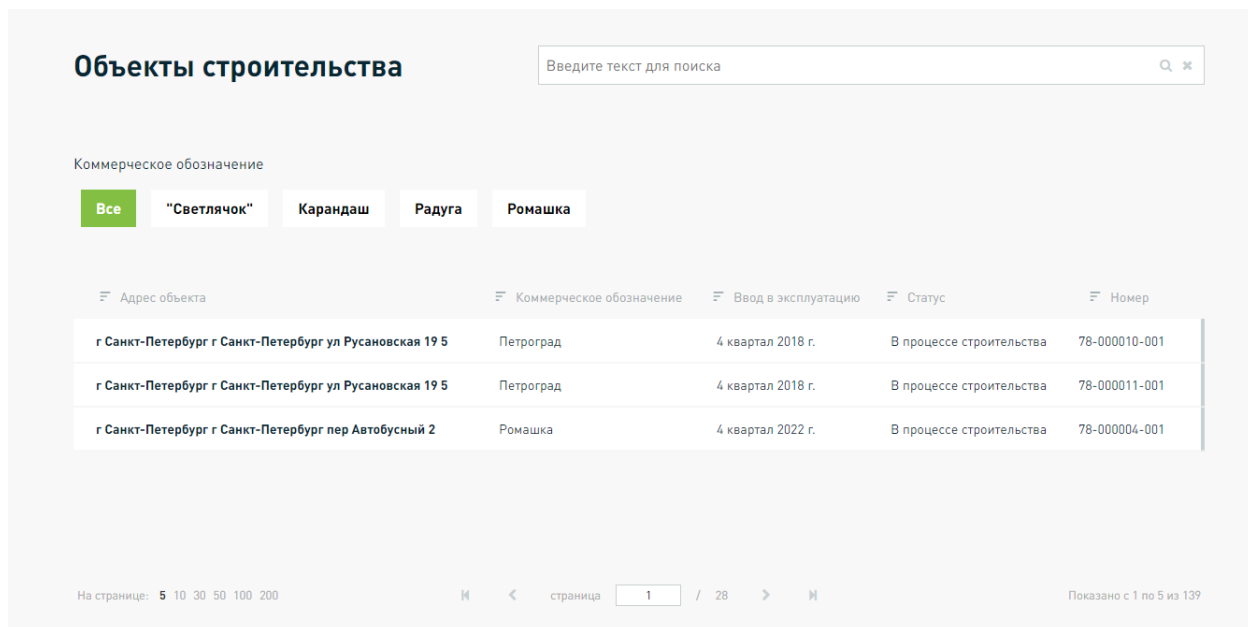 Объекты строительства
Введите текст для поиска
Коммерческое обозначение
Все "Светлячок" Карандаш Радуга Ромашка
Адрес объекта Коммерческое обозначение Ввод в эксплуатацию Статус Номер
г Санкт-Петербург г Санкт-Петербург ул Русановская 19 5 Петроград 4 квартал 2018 г. В процессе строительства 78-000010-001
г Санкт-Петербург г Санкт-Петербург ул Русановская 19 5 Петроград 4 квартал 2018 г. В процессе строительства 78-000011-001
г Санкт-Петербург г Санкт-Петербург пер Автобусный 2 Ромашка 4 квартал 2022 г. В процессе строительства 78-000004-001
На странице: 5 10 30 50 100 200 страница 1 / 28 Показано с 1 по 5 из 139